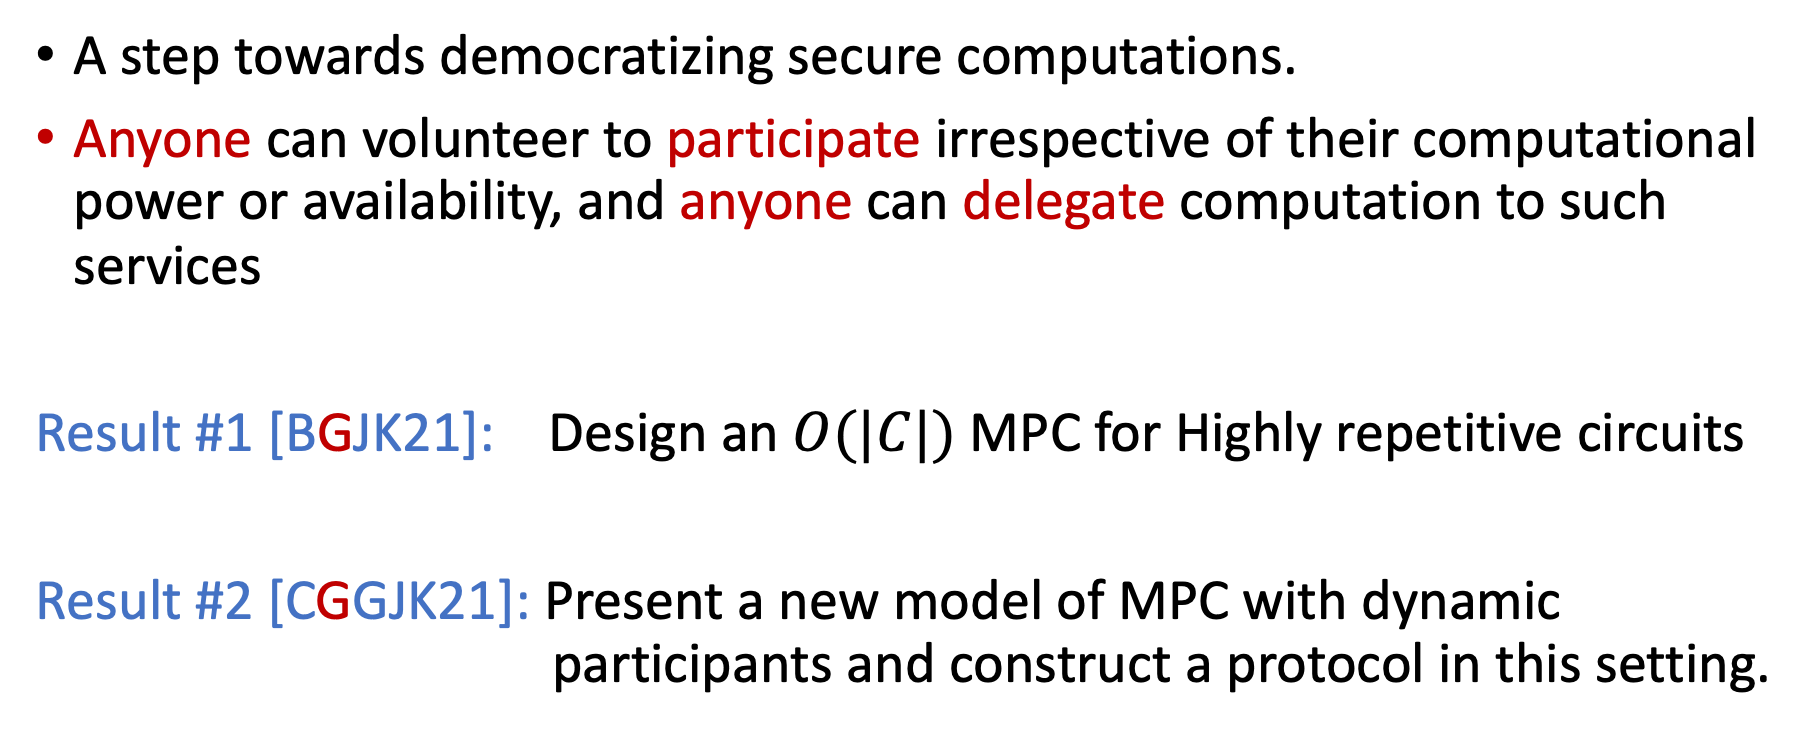 • A step towards democratizing secure computations.
• Anyone can volunteer to participate irrespective of their computational
power or availability, and anyone can delegate computation to such
services
Result #1 [BGJK21]: Design an O(|C|) MPC for Highly repetitive circuits
Result #2 [CGGJK21]: Present a new model of MPC with dynamic
participants and construct a protocol in this setting.